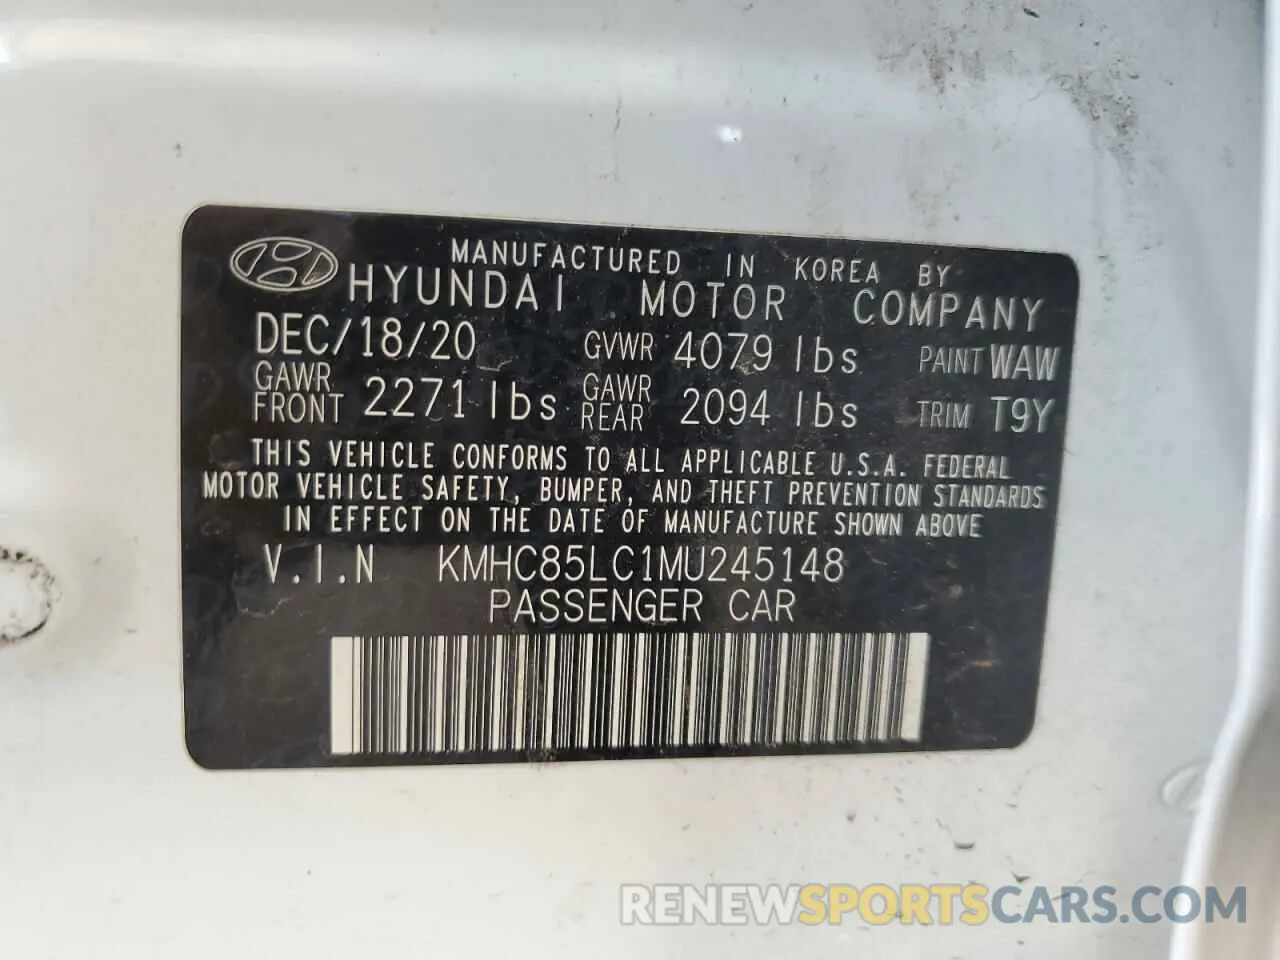 MANUFACTURED IN KOREA BY
HYUNDAI MOTOR COMPANY
DEC/18/20 GVWR 4079 lbs PAINT WAW
GAWR FRONT 2271 lbs GAWR REAR 2094 lbs TRIM T9Y
THIS VEHICLE CONFORMS TO ALL APPLICABLE U.S.A. FEDERAL
MOTOR VEHICLE SAFETY, BUMPER, AND THEFT PREVENTION STANDARDS
IN EFFECT ON THE DATE OF MANUFACTURE SHOWN ABOVE
V.I.N KMHC85LC1MU245148
PASSENGER CAR
RENEWSPORTSCARS.COM